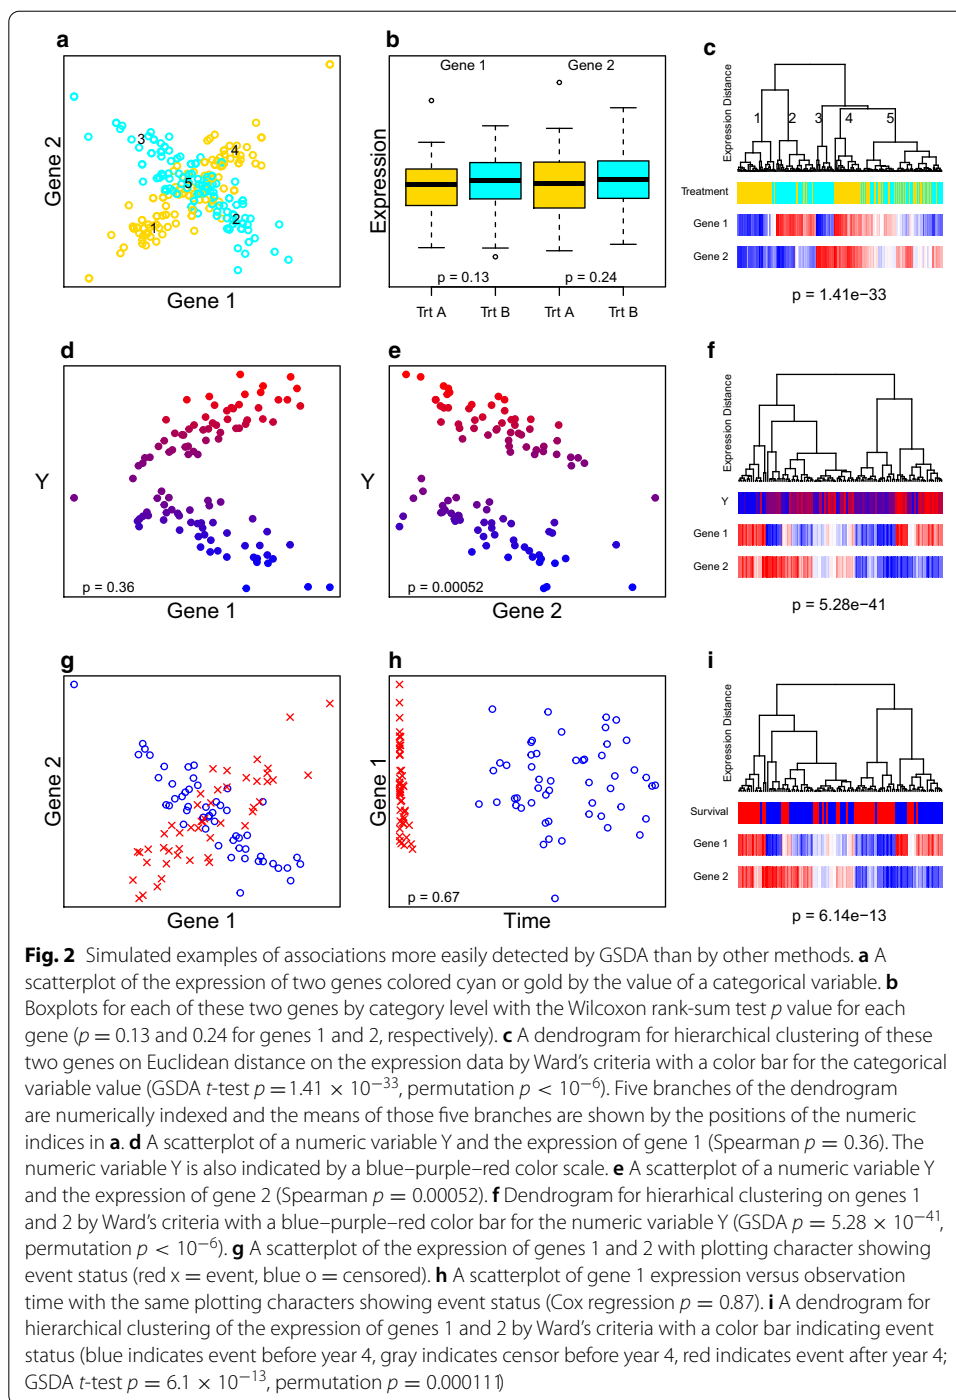 a
Gene 2
3
4
5
2
1
Gene 1
b
Expression
Gene 1
Gene 2
p = 0.13
p = 0.24
Trt A
Trt B
Trt A
Trt B
c
Expression Distance
1
2
3
4
5
Treatment
Gene 1
Gene 2
p = 1.41e−33
d
Y
p = 0.36
Gene 1
e
Y
p = 0.00052
Gene 2
f
Expression Distance
Y
Gene 1
Gene 2
p = 5.28e−41
g
Gene 2
Gene 1
h
Gene 1
p = 0.67
Time
i
Expression Distance
Survival
Gene 1
Gene 2
p = 6.14e−13
Fig. 2 Simulated examples of associations more easily detected by GSDA than by other methods. a A
scatterplot of the expression of two genes colored cyan or gold by the value of a categorical variable. b
Boxplots for each of these two genes by category level with the Wilcoxon rank-sum test p value for each
gene (p = 0.13 and 0.24 for genes 1 and 2, respectively). c A dendrogram for hierarchical clustering of these
two genes on Euclidean distance on the expression data by Ward’s criteria with a color bar for the categorical
variable value (GSDA t-test p = 1.41 × 10⁻³³, permutation p < 10⁻⁶). Five branches of the dendrogram
are numerically indexed and the means of those five branches are shown by the positions of the numeric
indices in a. d A scatterplot of a numeric variable Y and the expression of gene 1 (Spearman p = 0.36). The
numeric variable Y is also indicated by a blue–purple–red color scale. e A scatterplot of a numeric variable Y
and the expression of gene 2 (Spearman p = 0.00052). f Dendrogram for hierarhical clustering on genes 1
and 2 by Ward’s criteria with a blue–purple–red color bar for the numeric variable Y (GSDA p = 5.28 × 10⁻⁴¹,
permutation p < 10⁻⁶). g A scatterplot of the expression of genes 1 and 2 with plotting character showing
event status (red x = event, blue o = censored). h A scatterplot of gene 1 expression versus observation
time with the same plotting characters showing event status (Cox regression p = 0.87). i A dendrogram for
hierarchical clustering of the expression of genes 1 and 2 by Ward’s criteria with a color bar indicating event
status (blue indicates event before year 4, gray indicates censor before year 4, red indicates event after year 4;
GSDA t-test p = 6.1 × 10⁻¹³, permutation p = 0.000111)